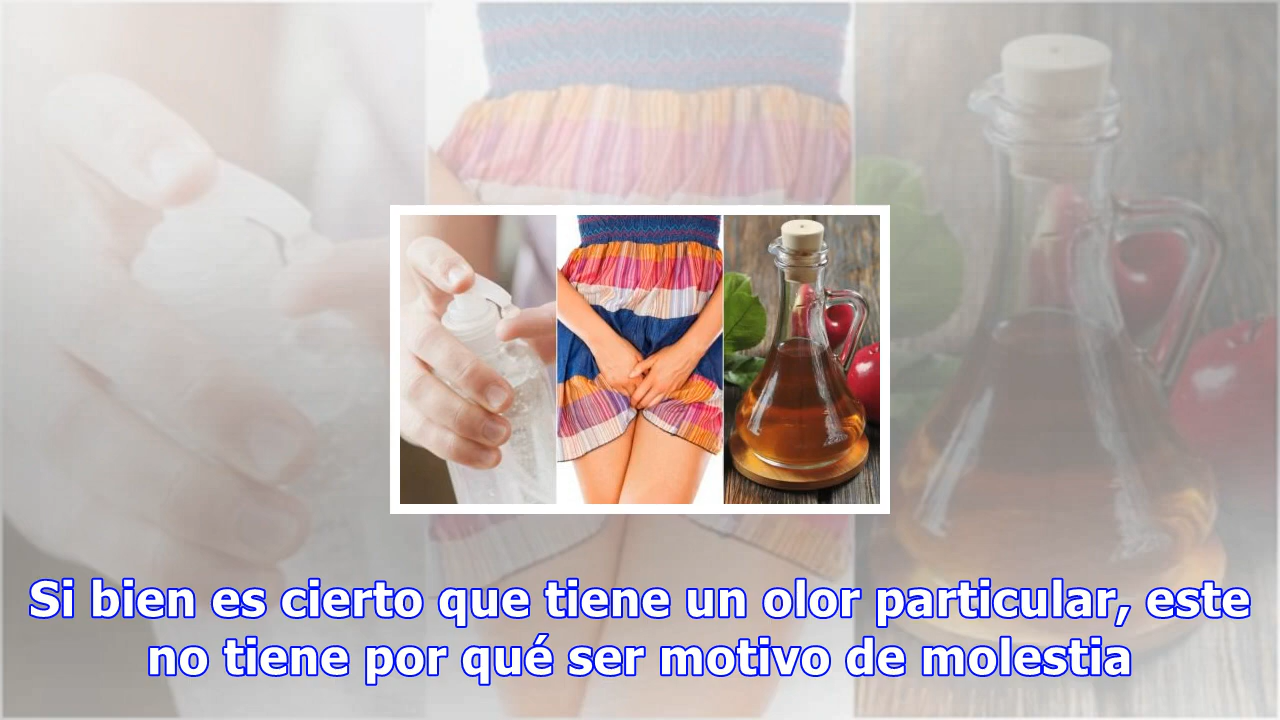 Si bien es cierto que tiene un olor particular, este
no tiene por qué ser motivo de molestia